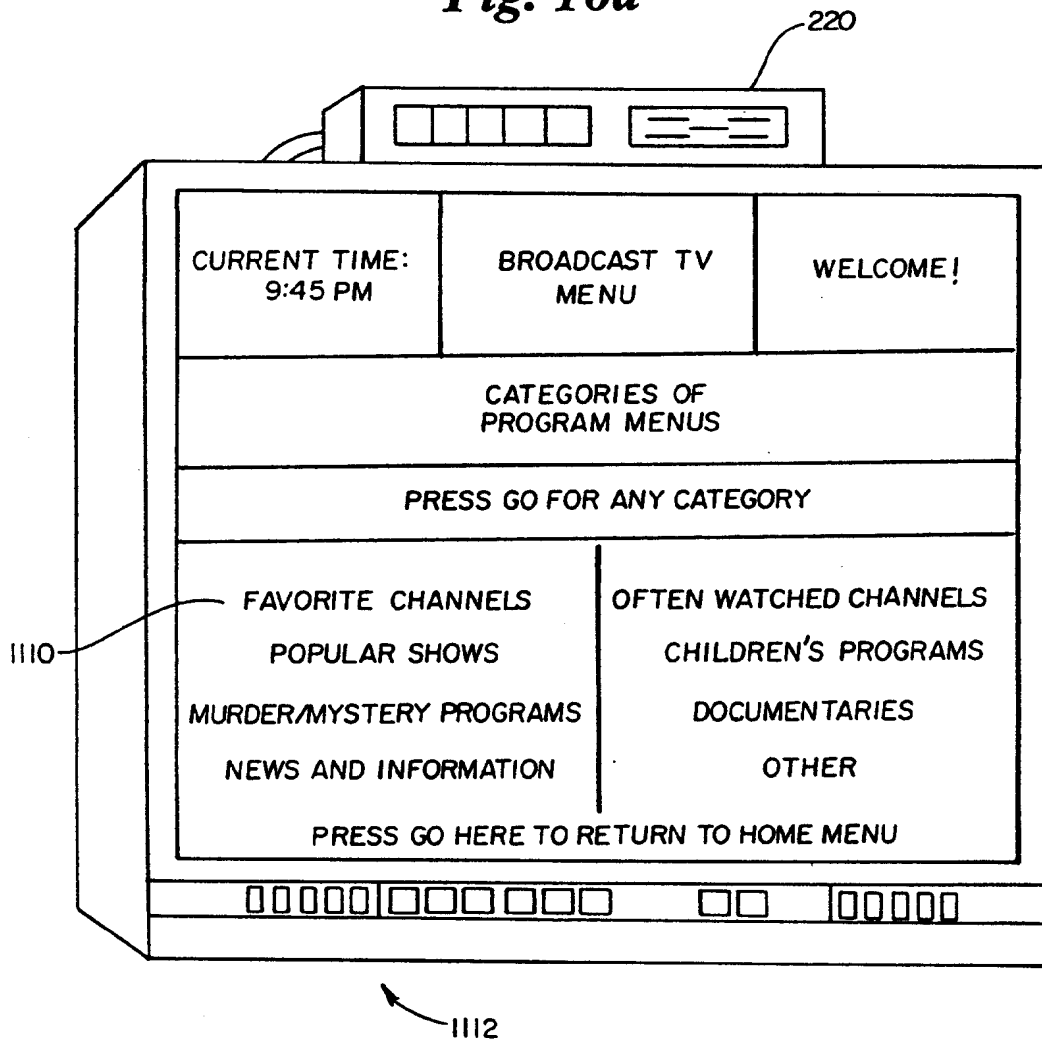 Fig. 16a
220
CURRENT TIME:
9:45 PM
BROADCAST TV
MENU
WELCOME!
CATEGORIES OF
PROGRAM MENUS
PRESS GO FOR ANY CATEGORY
FAVORITE CHANNELS
OFTEN WATCHED CHANNELS
1110
POPULAR SHOWS
CHILDREN'S PROGRAMS
MURDER/MYSTERY PROGRAMS
DOCUMENTARIES
NEWS AND INFORMATION
OTHER
PRESS GO HERE TO RETURN TO HOME MENU
1112